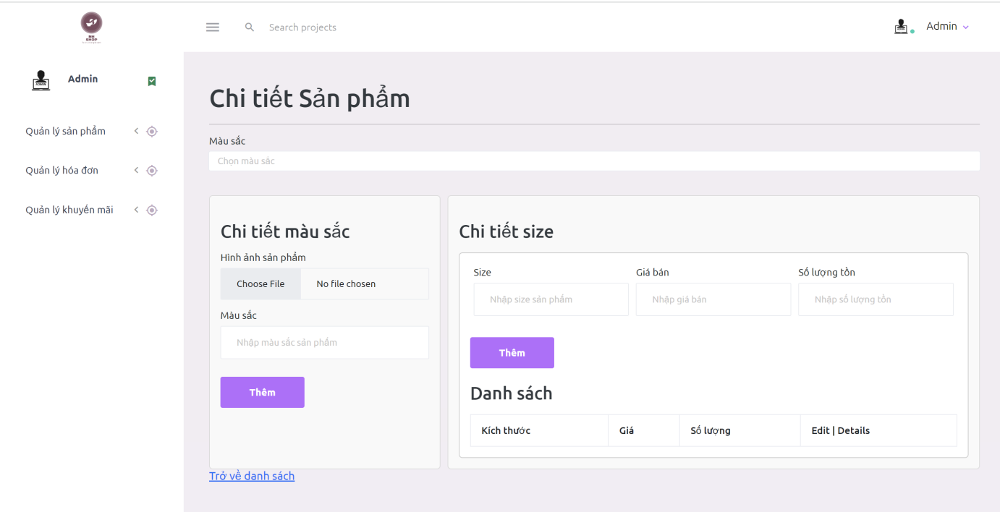 NH
SHOP
Search projects
Admin
Admin
Quản lý sản phẩm
Quản lý hóa đơn
Quản lý khuyến mãi
Chi tiết Sản phẩm
Màu sắc
Chọn màu sắc
Chi tiết màu sắc
Hình ảnh sản phẩm
Choose File No file chosen
Màu sắc
Nhập màu sắc sản phẩm
Thêm
Chi tiết size
Size Giá bán Số lượng tồn
Nhập size sản phẩm Nhập giá bán Nhập số lượng tồn
Thêm
Danh sách
Kích thước Giá Số lượng Edit | Details
Trở về danh sách